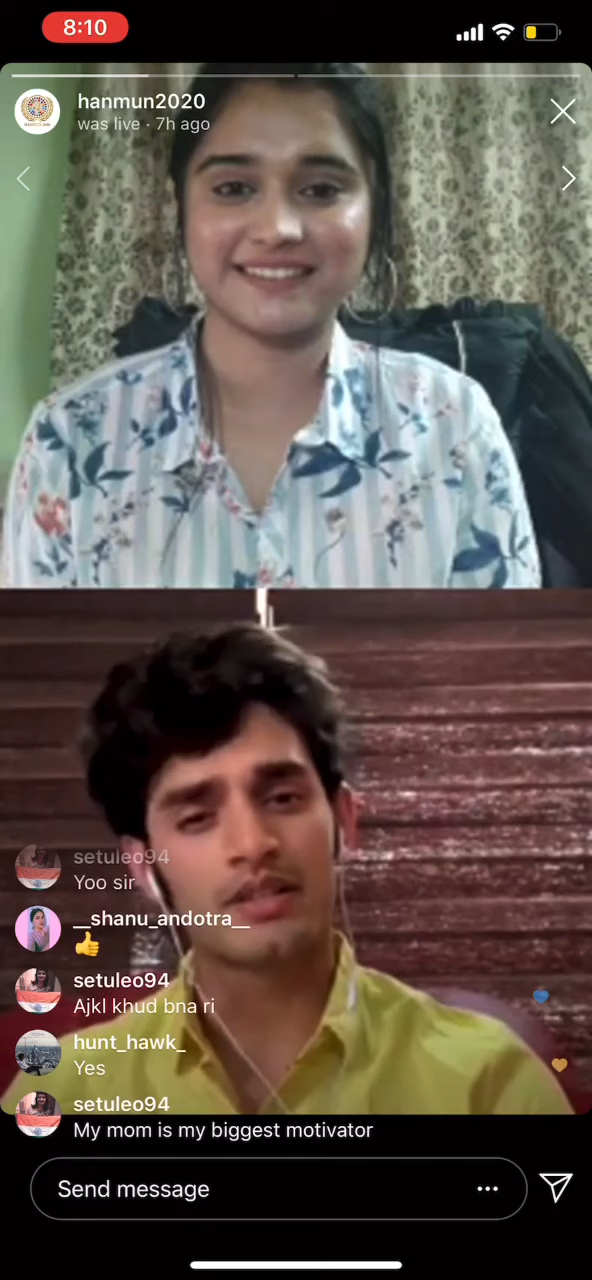 8:10
hanmun2020
was live · 7h ago
setuleo94
Yoo sir
__shanu_andotra__
👍
setuleo94
Ajkl khud bna ri
hunt_hawk_
Yes
setuleo94
My mom is my biggest motivator
Send message